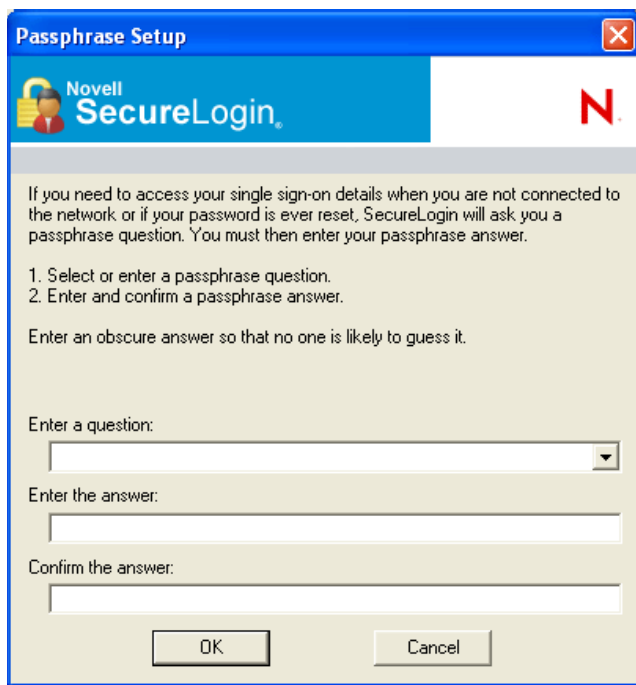 Passphrase Setup
Novell
SecureLogin®
N.
If you need to access your single sign-on details when you are not connected to
the network or if your password is ever reset, SecureLogin will ask you a
passphrase question. You must then enter your passphrase answer.
1. Select or enter a passphrase question.
2. Enter and confirm a passphrase answer.
Enter an obscure answer so that no one is likely to guess it.
Enter a question:
Enter the answer:
Confirm the answer:
OK
Cancel